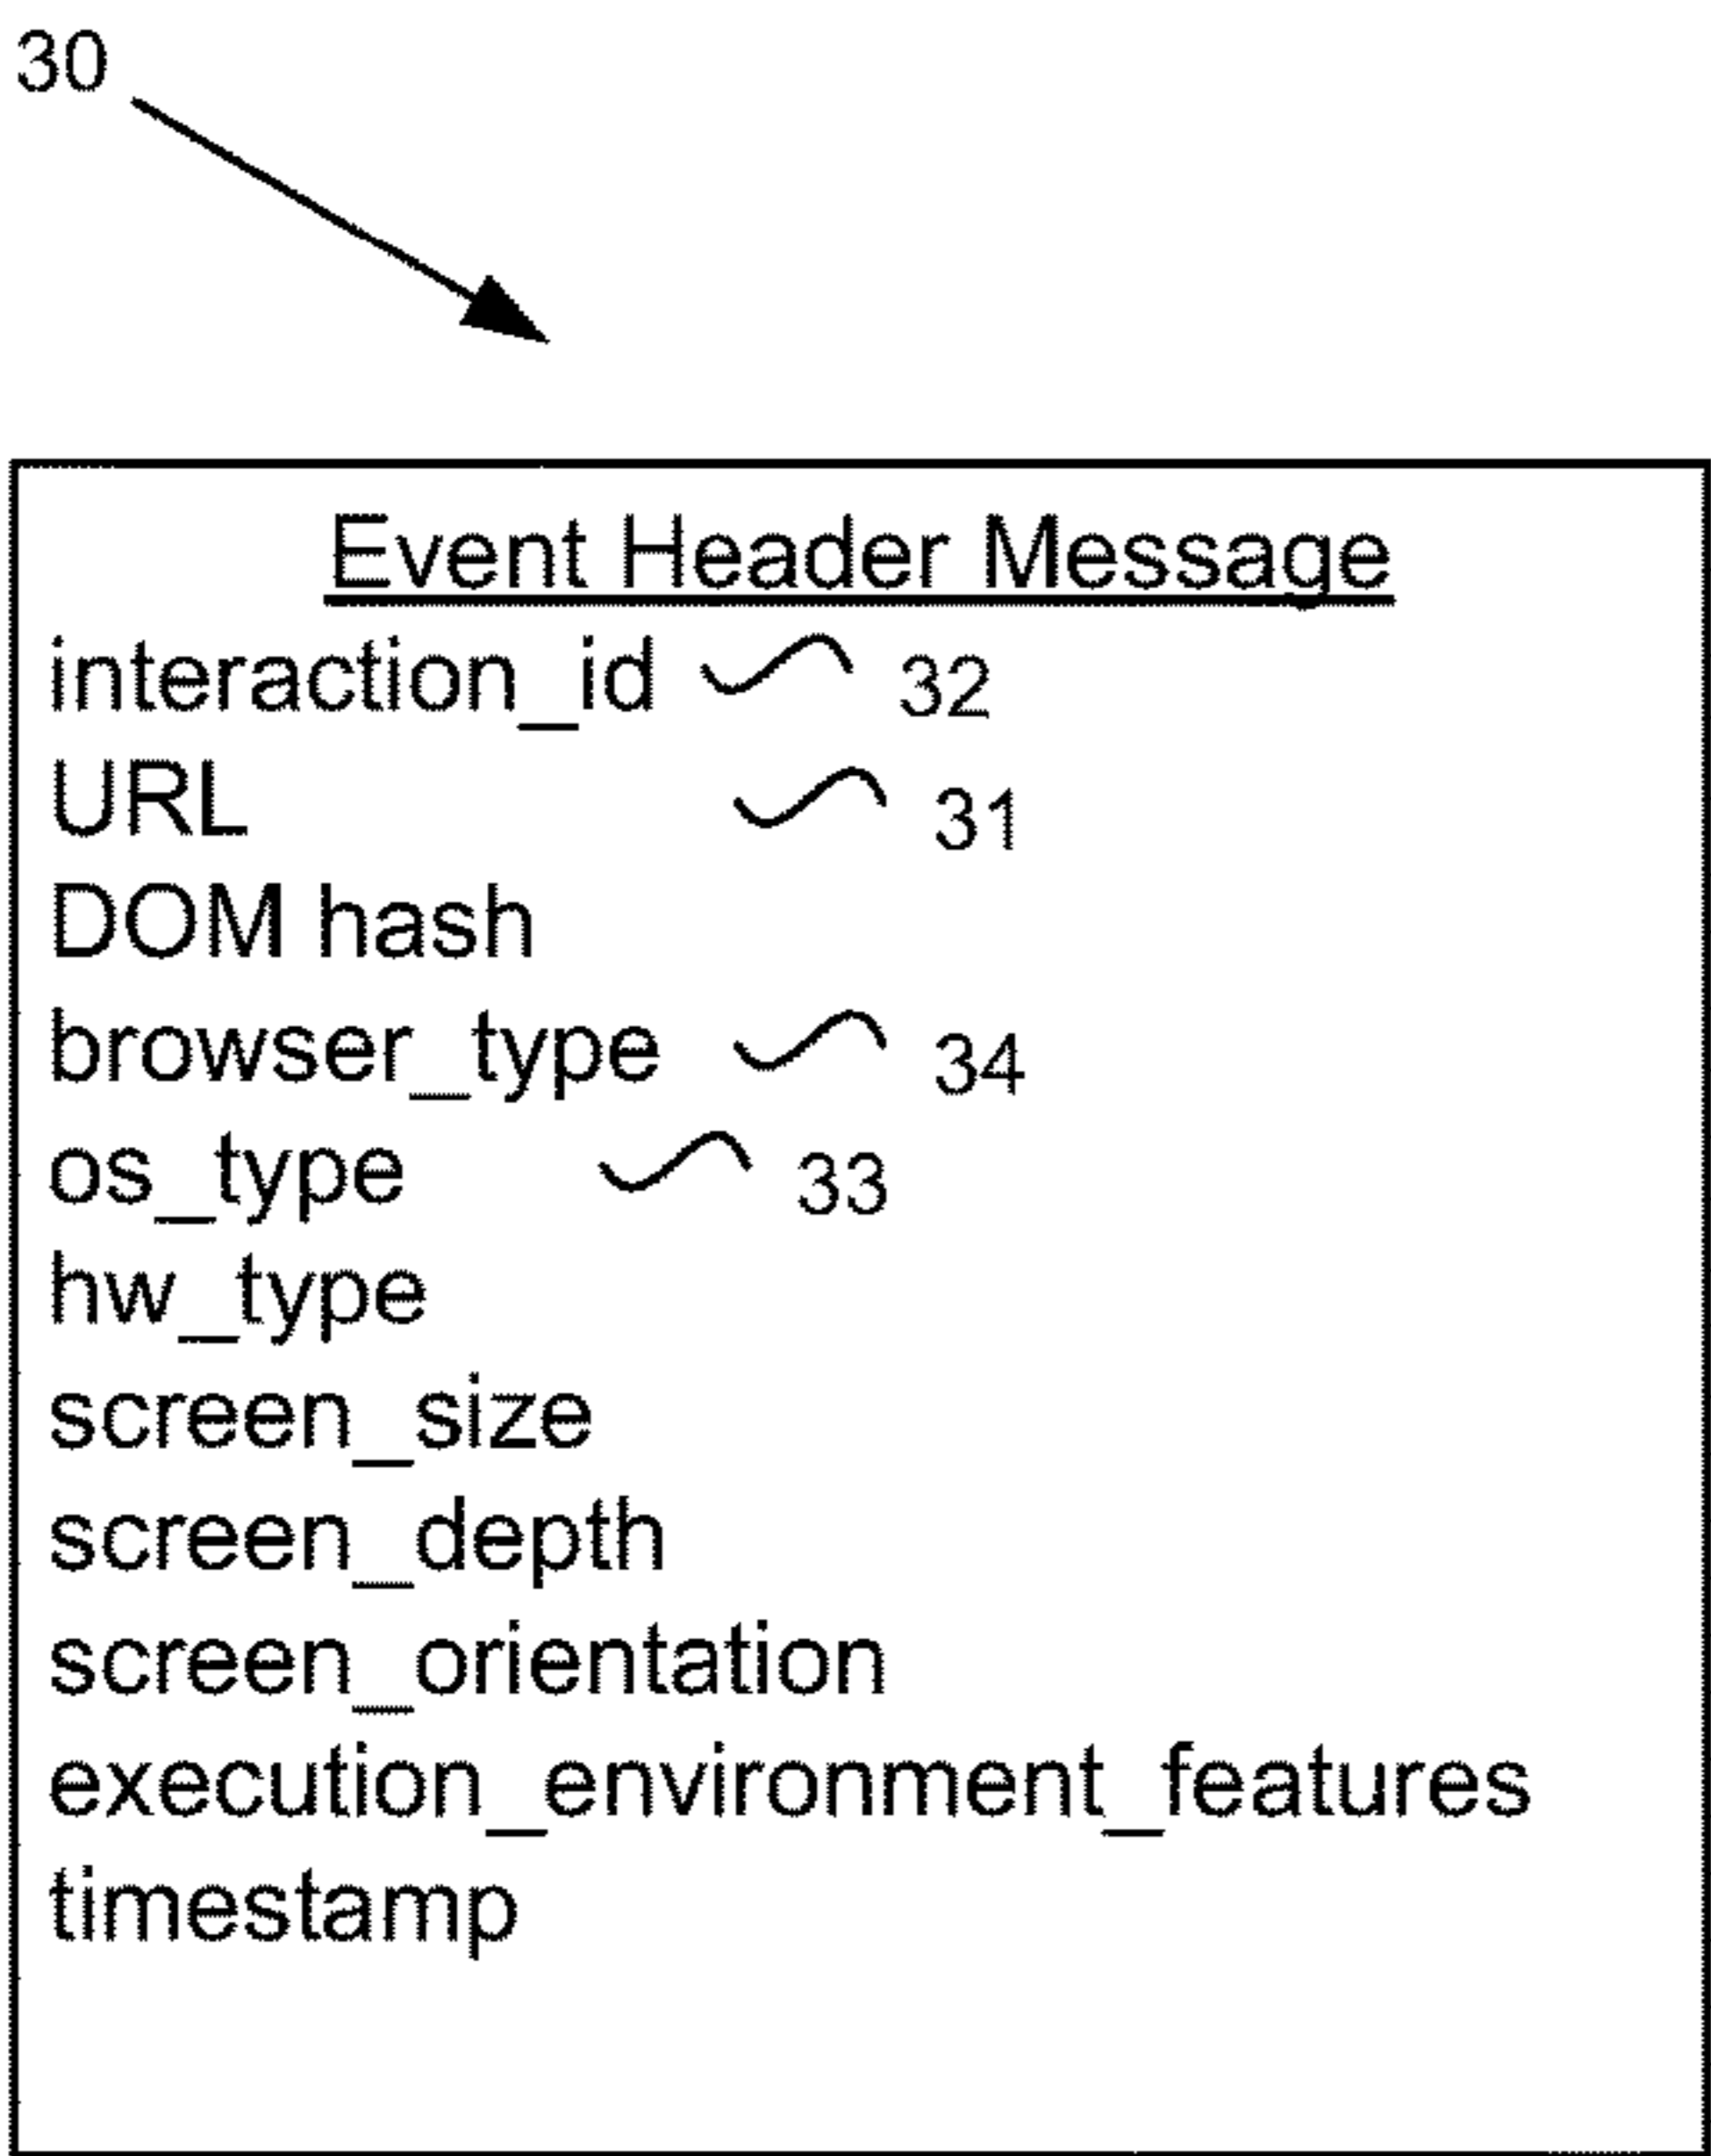 30
Event Header Message
interaction_id 32
URL 31
DOM hash
browser_type 34
os_type 33
hw_type
screen_size
screen_depth
screen_orientation
execution_environment_features
timestamp